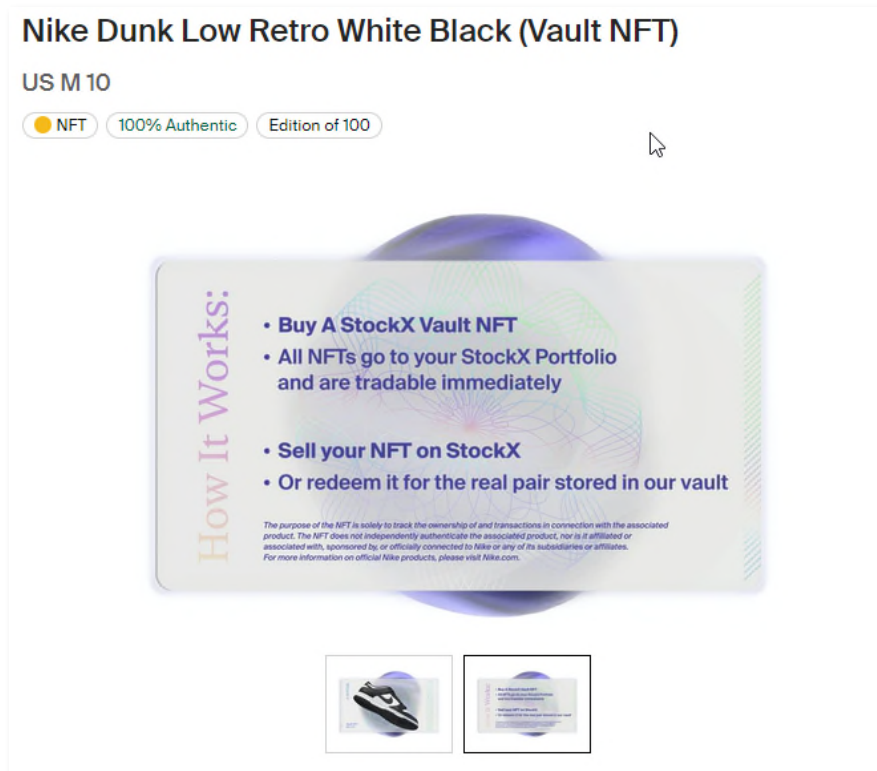 Nike Dunk Low Retro White Black (Vault NFT)
US M 10
NFT
100% Authentic
Edition of 100
How It Works:
• Buy A StockX Vault NFT
• All NFTs go to your StockX Portfolio
and are tradable immediately
• Sell your NFT on StockX
• Or redeem it for the real pair stored in our vault
The purpose of the NFT is solely to track the ownership of and transactions in connection with the associated
product. The NFT does not independently authenticate the associated product, nor is it affiliated or
associated with, sponsored by, or officially connected to Nike or any of its subsidiaries or affiliates.
For more information on official Nike products, please visit Nike.com.